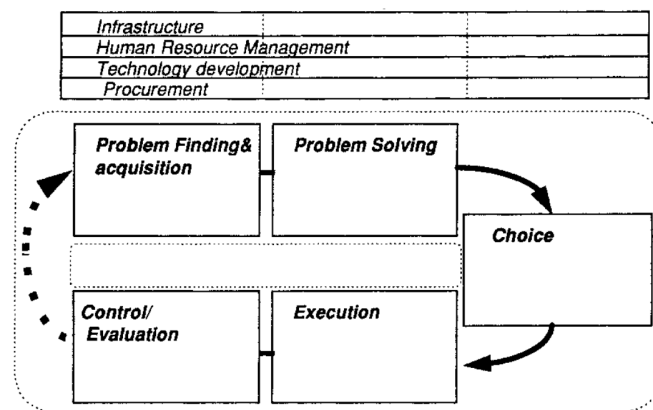 Infrastructure
Human Resource Management
Technology development
Procurement
Problem Finding&
acquisition
Problem Solving
Choice
Control/
Evaluation
Execution